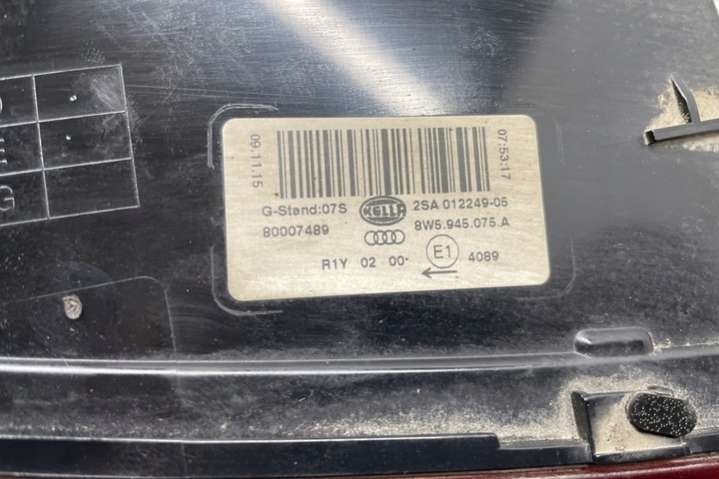 09.11.15
07:53:17
G-Stand:07S HELLA 2SA 012249-05
80007489 8W5.945.075.A
R1Y 02 00 E1 4089
G